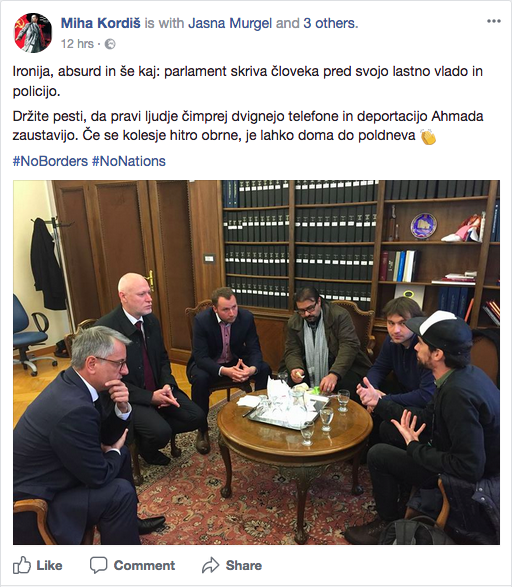 Miha Kordiš is with Jasna Murgel and 3 others.
12 hrs ·
Ironija, absurd in še kaj: parlament skriva človeka pred svojo lastno vlado in
policijo.
Držite pesti, da pravi ljudje čimprej dvignejo telefone in deportacijo Ahmada
zaustavijo. Če se kolesje hitro obrne, je lahko doma do poldneva 👏
#NoBorders #NoNations
Like Comment Share